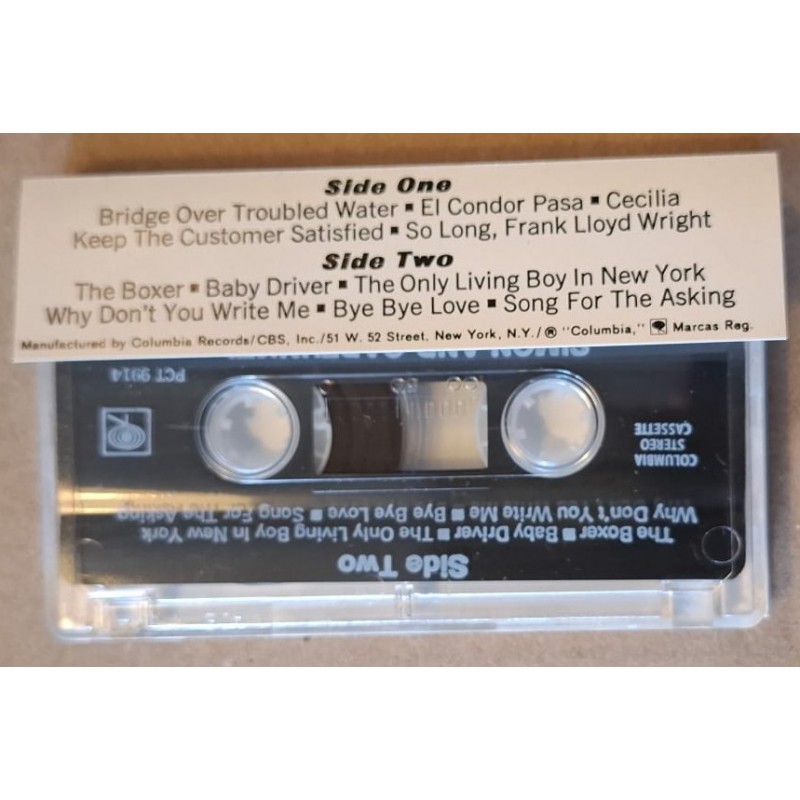 Side One
Bridge Over Troubled Water ▪ El Condor Pasa ▪ Cecilia
Keep The Customer Satisfied ▪ So Long, Frank Lloyd Wright
Side Two
The Boxer ▪ Baby Driver ▪ The Only Living Boy In New York
Why Don't You Write Me ▪ Bye Bye Love ▪ Song For The Asking
Manufactured by Columbia Records/CBS, Inc./51 W. 52 Street, New York, N.Y./® "Columbia," Marcas Reg.
Side Two
The Boxer ▪ Baby Driver ▪ The Only Living Boy In New York
Why Don't You Write Me ▪ Bye Bye Love ▪ Song For The Asking
COLUMBIA
STEREO
CASSETTE
PCT 9914
SIMON AND GARFUNKEL